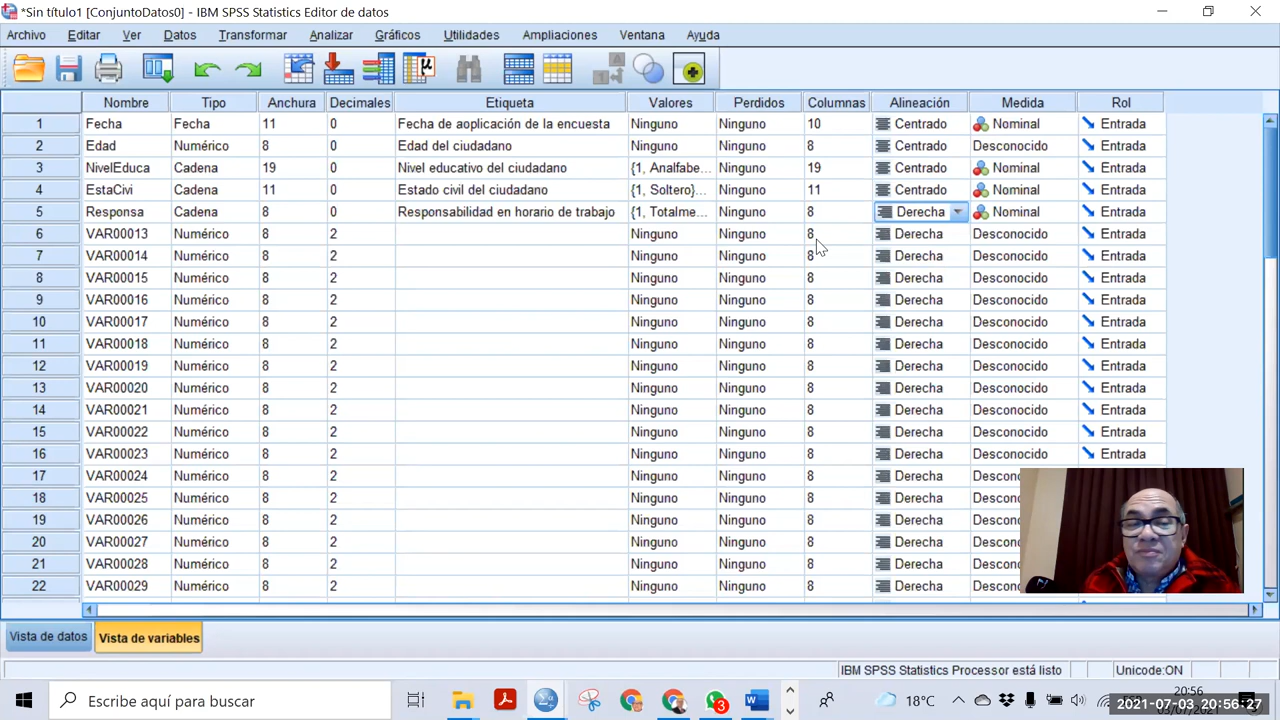 *Sin título1 [ConjuntoDatos0] - IBM SPSS Statistics Editor de datos
Archivo Editar Ver Datos Transformar Analizar Gráficos Utilidades Ampliaciones Ventana Ayuda
Nombre Tipo Anchura Decimales Etiqueta Valores Perdidos Columnas Alineación Medida Rol
1 Fecha Fecha 11 0 Fecha de aoplicación de la encuesta Ninguno Ninguno 10 Centrado Nominal Entrada
2 Edad Numérico 8 0 Edad del ciudadano Ninguno Ninguno 8 Centrado Desconocido Entrada
3 NivelEduca Cadena 19 0 Nivel educativo del ciudadano {1, Analfabe... Ninguno 19 Centrado Nominal Entrada
4 EstaCivi Cadena 11 0 Estado civil del ciudadano {1, Soltero}... Ninguno 11 Centrado Nominal Entrada
5 Responsa Cadena 8 0 Responsabilidad en horario de trabajo {1, Totalme... Ninguno 8 Derecha Nominal Entrada
6 VAR00013 Numérico 8 2 Ninguno Ninguno 8 Derecha Desconocido Entrada
7 VAR00014 Numérico 8 2 Ninguno Ninguno 8 Derecha Desconocido Entrada
8 VAR00015 Numérico 8 2 Ninguno Ninguno 8 Derecha Desconocido Entrada
9 VAR00016 Numérico 8 2 Ninguno Ninguno 8 Derecha Desconocido Entrada
10 VAR00017 Numérico 8 2 Ninguno Ninguno 8 Derecha Desconocido Entrada
11 VAR00018 Numérico 8 2 Ninguno Ninguno 8 Derecha Desconocido Entrada
12 VAR00019 Numérico 8 2 Ninguno Ninguno 8 Derecha Desconocido Entrada
13 VAR00020 Numérico 8 2 Ninguno Ninguno 8 Derecha Desconocido Entrada
14 VAR00021 Numérico 8 2 Ninguno Ninguno 8 Derecha Desconocido Entrada
15 VAR00022 Numérico 8 2 Ninguno Ninguno 8 Derecha Desconocido Entrada
16 VAR00023 Numérico 8 2 Ninguno Ninguno 8 Derecha Desconocido Entrada
17 VAR00024 Numérico 8 2 Ninguno Ninguno 8 Derecha
18 VAR00025 Numérico 8 2 Ninguno Ninguno 8 Derecha
19 VAR00026 Numérico 8 2 Ninguno Ninguno 8 Derecha
20 VAR00027 Numérico 8 2 Ninguno Ninguno 8 Derecha
21 VAR00028 Numérico 8 2 Ninguno Ninguno 8 Derecha
22 VAR00029 Numérico 8 2 Ninguno Ninguno 8 Derecha
Vista de datos Vista de variables
IBM SPSS Statistics Processor está listo Unicode:ON
Escribe aquí para buscar 3 18°C 20:56
2021-07-03 20:56:27